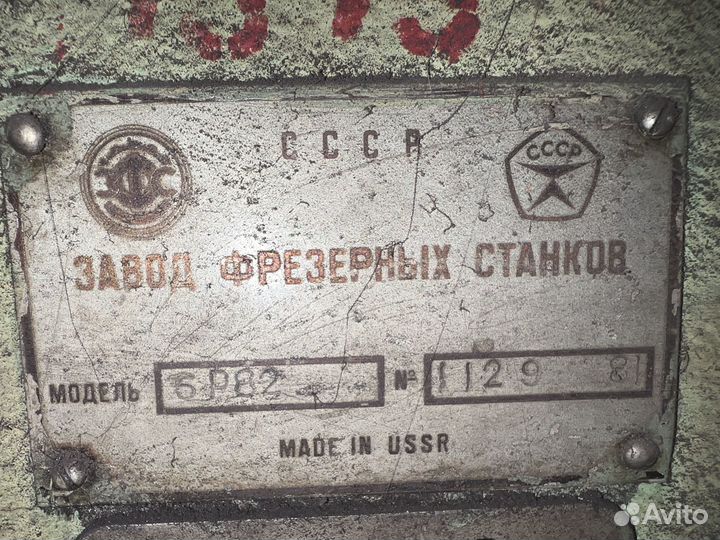 СССР
СССР
ЗАВОД ФРЕЗЕРНЫХ СТАНКОВ
МОДЕЛЬ 6Р82 № 1129 81
MADE IN USSR
Avito